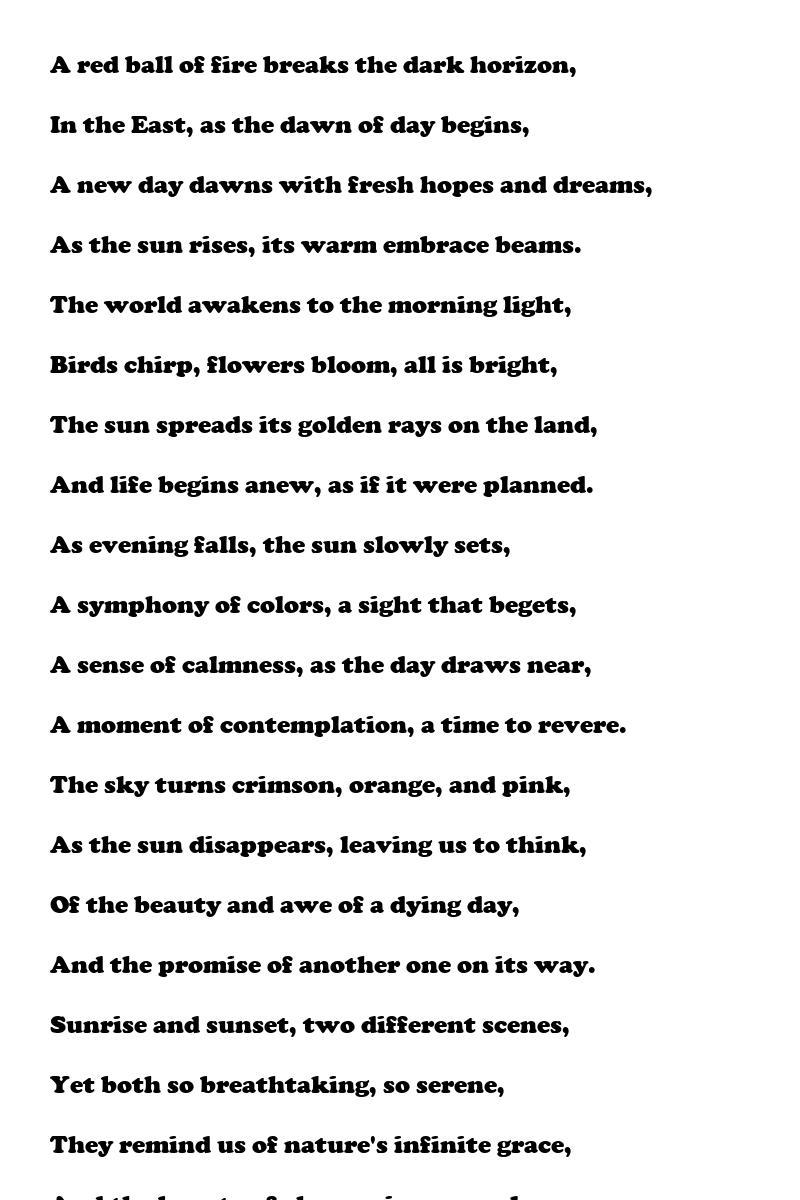 A red ball of fire breaks the dark horizon,
In the East, as the dawn of day begins,
A new day dawns with fresh hopes and dreams,
As the sun rises, its warm embrace beams.
The world awakens to the morning light,
Birds chirp, flowers bloom, all is bright,
The sun spreads its golden rays on the land,
And life begins anew, as if it were planned.
As evening falls, the sun slowly sets,
A symphony of colors, a sight that begets,
A sense of calmness, as the day draws near,
A moment of contemplation, a time to revere.
The sky turns crimson, orange, and pink,
As the sun disappears, leaving us to think,
Of the beauty and awe of a dying day,
And the promise of another one on its way.
Sunrise and sunset, two different scenes,
Yet both so breathtaking, so serene,
They remind us of nature's infinite grace,